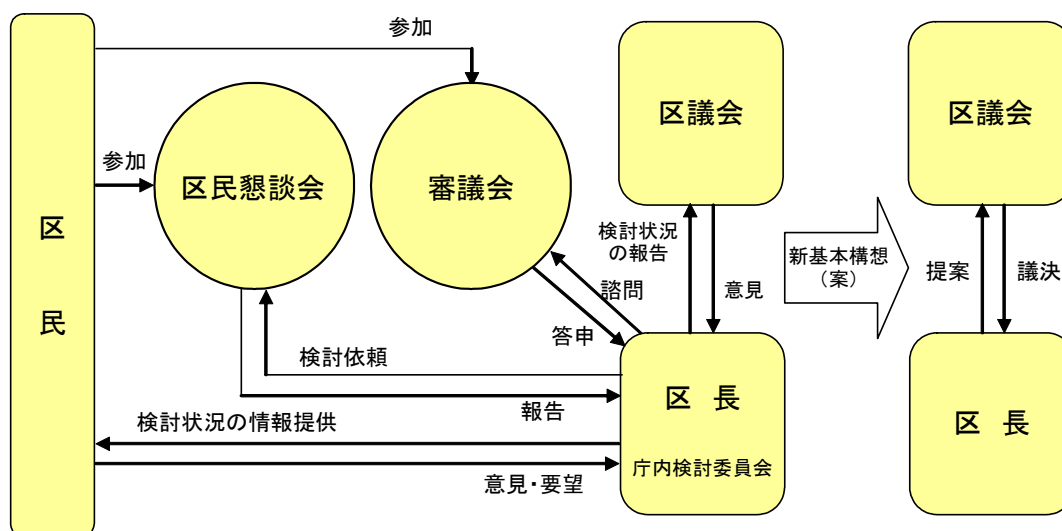 参加
区議会
区議会
参加
区民懇談会
審議会
区
民
検討状況
の報告
新基本構想
（案）
提案
議決
諮問
意見
答申
検討依頼
区 長
報告
検討状況の情報提供
区 長
庁内検討委員会
意見・要望